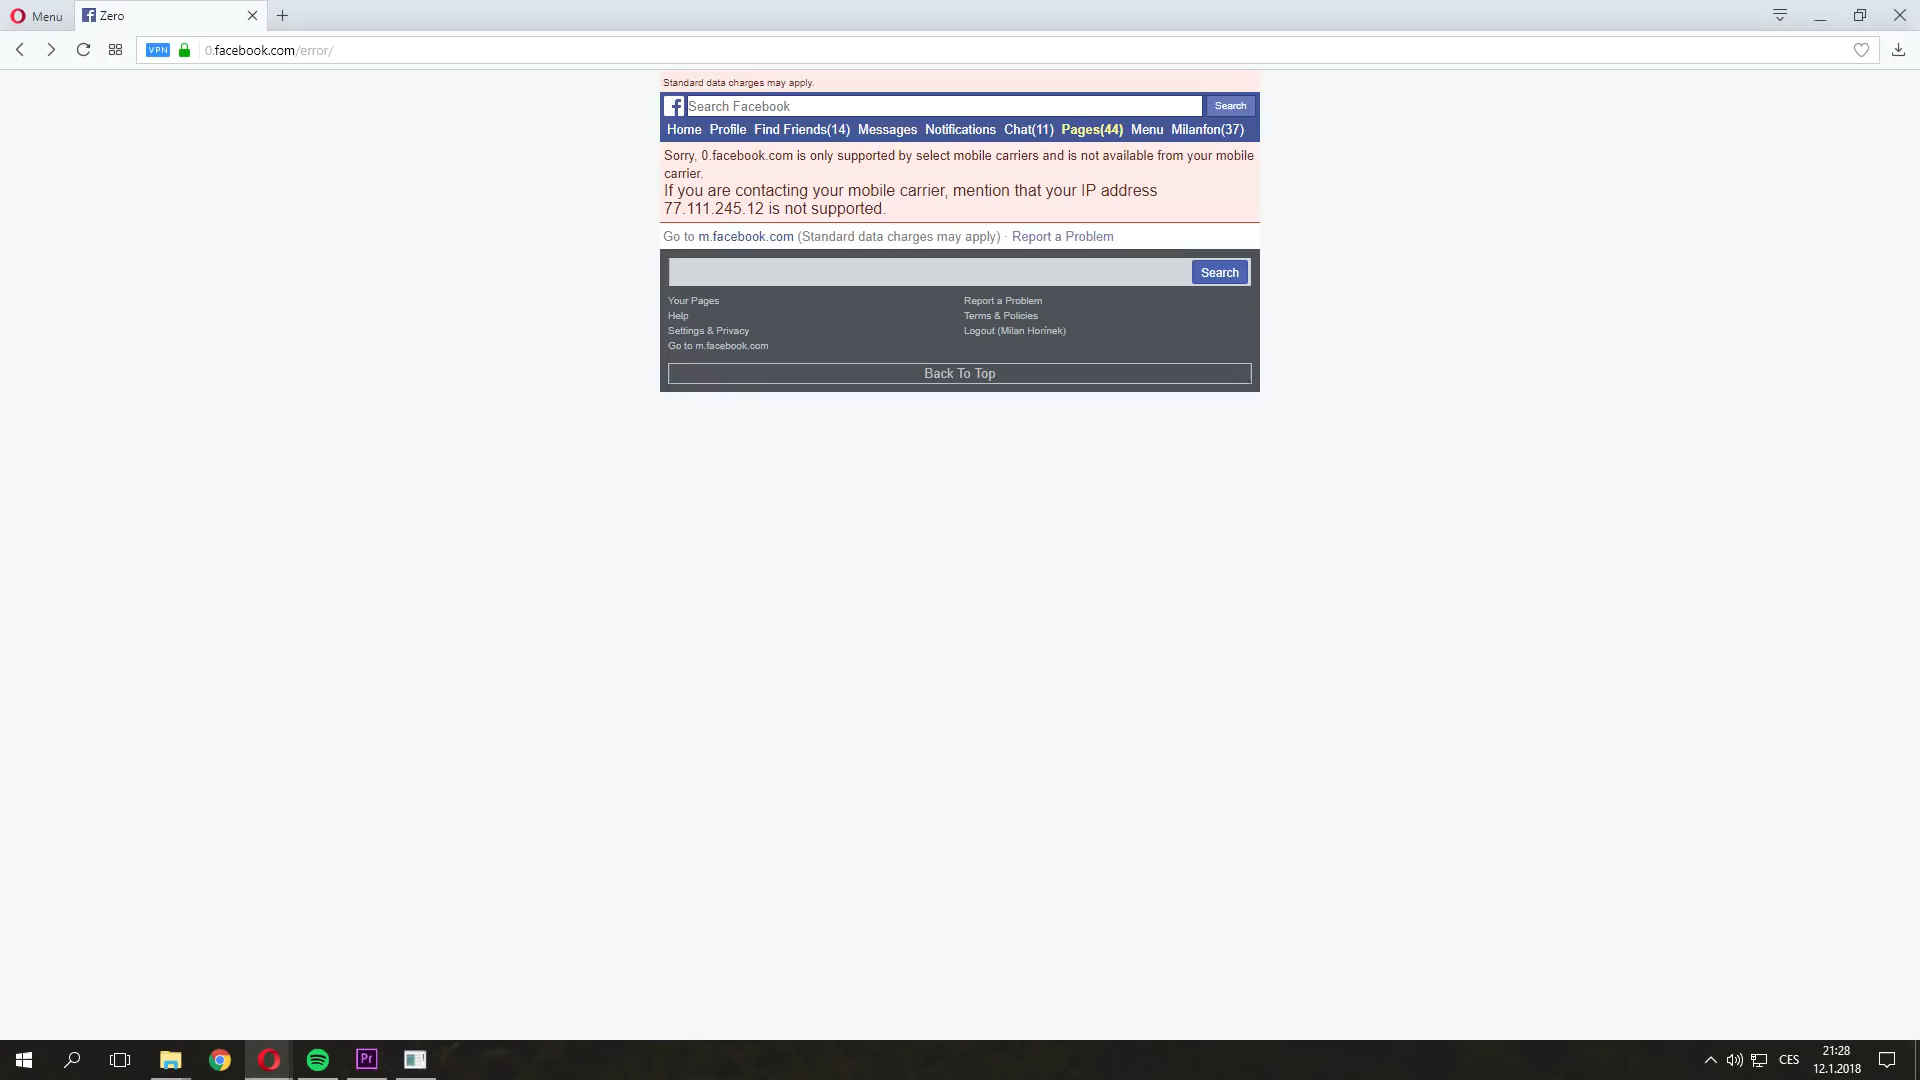 Menu
Zero
VPN
0.facebook.com/error/
Standard data charges may apply.
Search Facebook
Search
Home Profile Find Friends(14) Messages Notifications Chat(11) Pages(44) Menu Milanfon(37)
Sorry, 0.facebook.com is only supported by select mobile carriers and is not available from your mobile
carrier.
If you are contacting your mobile carrier, mention that your IP address
77.111.245.12 is not supported.
Go to m.facebook.com (Standard data charges may apply) · Report a Problem
Search
Your Pages
Report a Problem
Help
Terms & Policies
Settings & Privacy
Logout (Milan Horínek)
Go to m.facebook.com
Back To Top
Pr
CES
21:28
12.1.2018